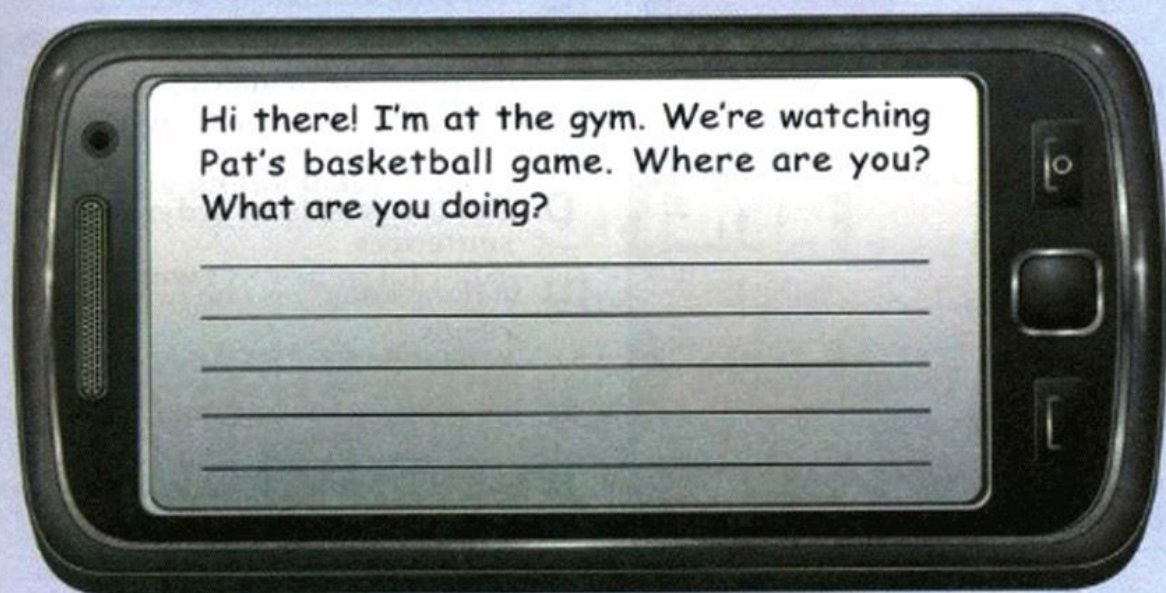 Hi there! I'm at the gym. We're watching
Pat's basketball game. Where are you?
What are you doing?